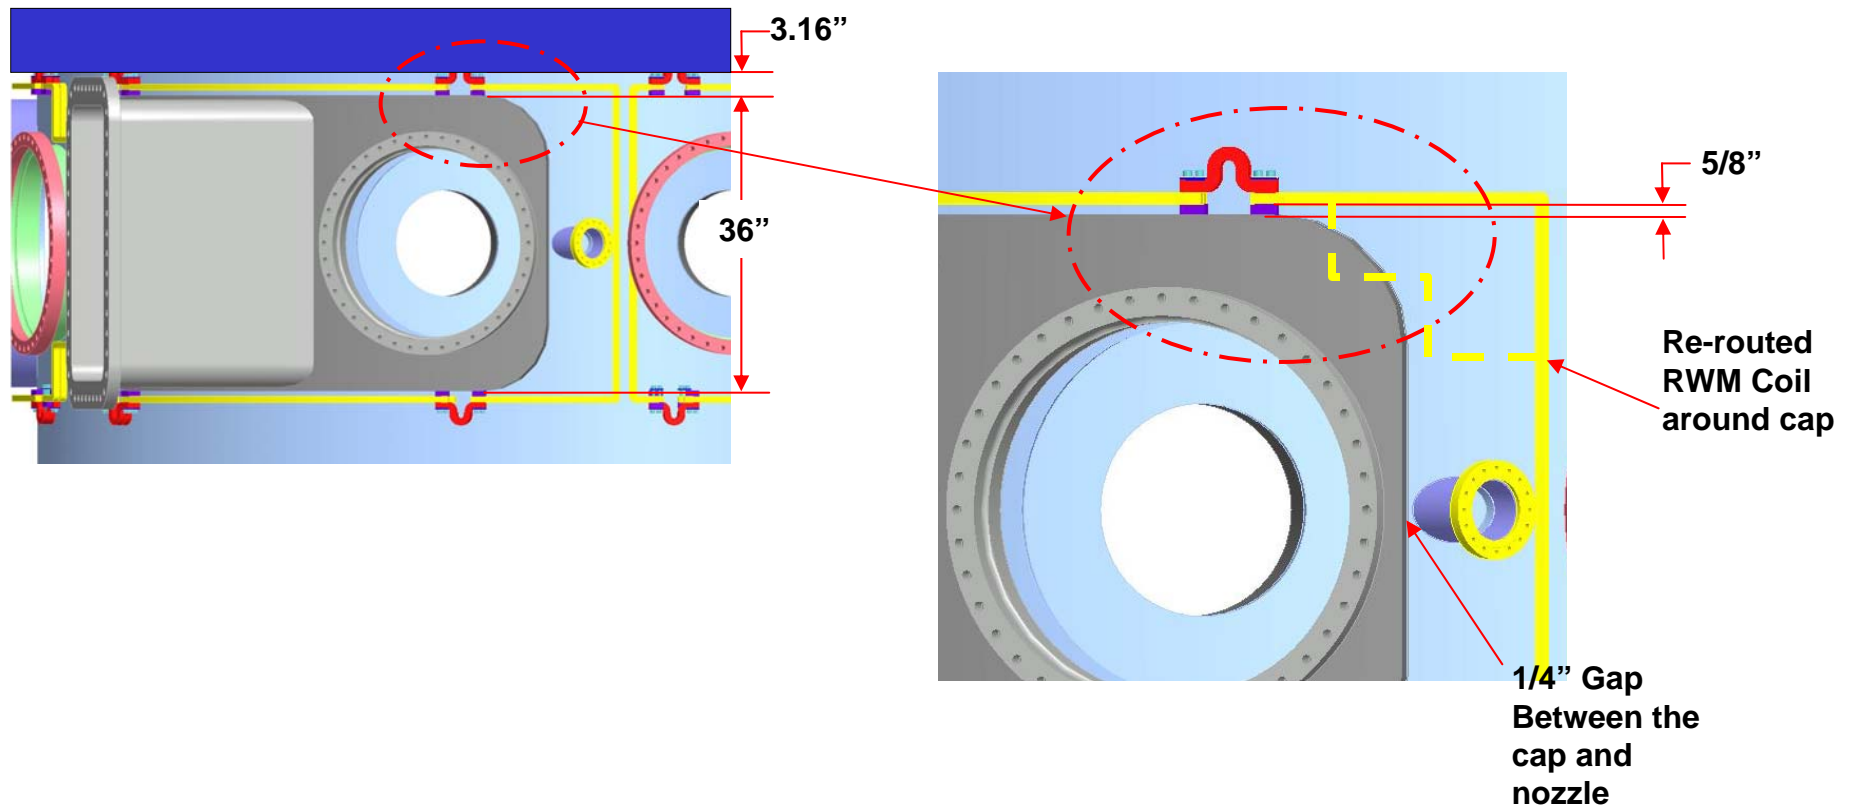 3.16”
36”
5/8”
Re-routed
RWM Coil
around cap
1/4” Gap
Between the
cap and
nozzle